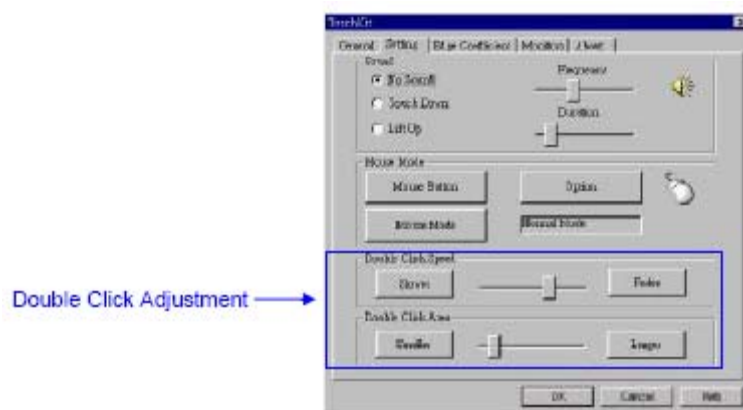 TouchKit
General Setting Edge Coefficient Monitor About
Sound
No Sound
Touch Down
Lift Up
Frequency
Duration
Mouse Mode
Mouse Button
Option
Mouse Mode
Normal Mode
Double Click Adjustment
Double Click Speed
Slower
Faster
Double Click Area
Smaller
Larger
OK
Cancel
Help